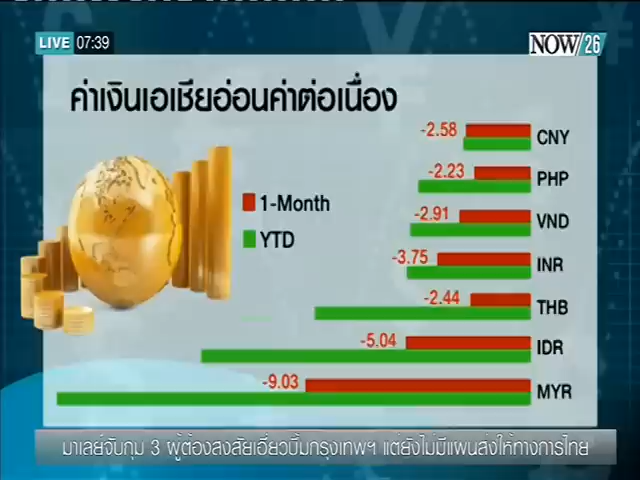 LIVE 07:39
NOW 26
ค่าเงินเอเชียอ่อนค่าต่อเนื่อง
1-Month
YTD
-2.58 CNY
-2.23 PHP
-2.91 VND
-3.75 INR
-2.44 THB
-5.04 IDR
-9.03 MYR
มาเลย์จับกุม 3 ผู้ต้องสงสัยเอี่ยวบึ้มกรุงเทพฯ แต่ยังไม่มีแผนส่งให้ทางการไทย